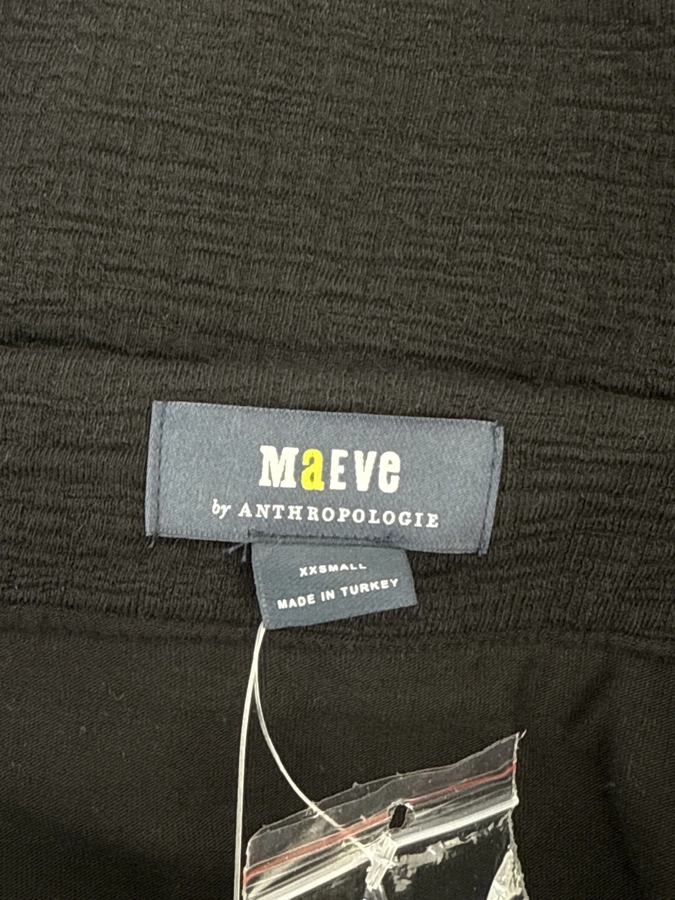 MaEVe
by ANTHROPOLOGIE
XXSMALL
MADE IN TURKEY